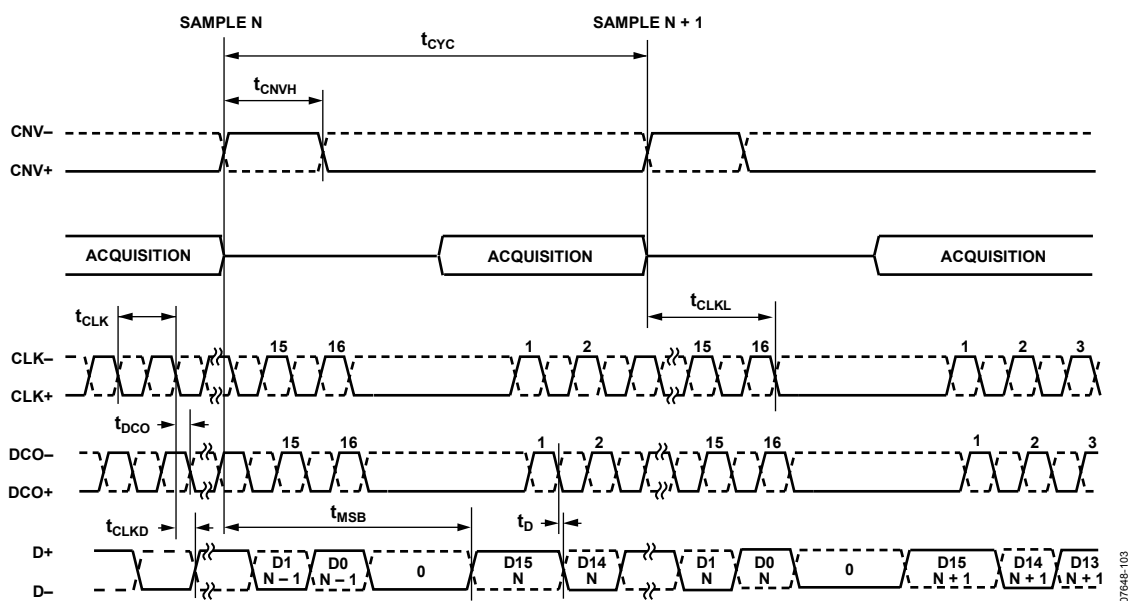 SAMPLE N SAMPLE N + 1
tCYC
tCNVH
CNV–
CNV+
ACQUISITION ACQUISITION ACQUISITION
tCLK tCLKL
15 16 1 2 15 16 1 2 3
CLK–
CLK+
tDCO
15 16 1 2 15 16 1 2 3
DCO–
DCO+
tCLKD tMSB tD
D+
D1 D0 D15 D14 D1 D0 D15 D14 D13
0 0
N – 1 N – 1 N N N N N + 1 N + 1 N + 1
D–
07648-103